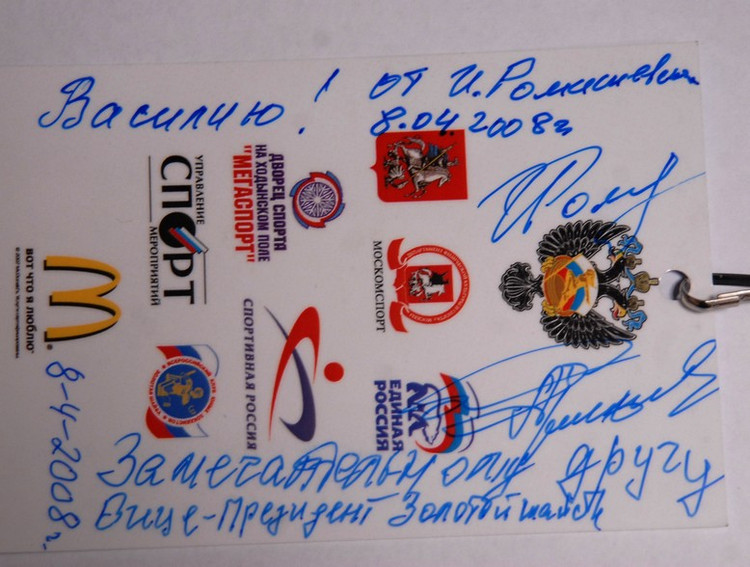 Василию! от И. Роднин
8.04 2008г
УПРАВЛЕНИЕ
СПОРТ
МЕРОПРИЯТИЙ
ДВОРЕЦ СПОРТА
НА ХОДЫНСКОМ ПОЛЕ
"МЕГАСПОРТ"
МОСКОМСПОРТ
ВОТ ЧТО Я ЛЮБЛЮ
СПОРТИВНАЯ РОССИЯ
ЕДИНАЯ
РОССИЯ
8-4-2008г.
Замечательному другу
Вице-Президент Золотой шайбы